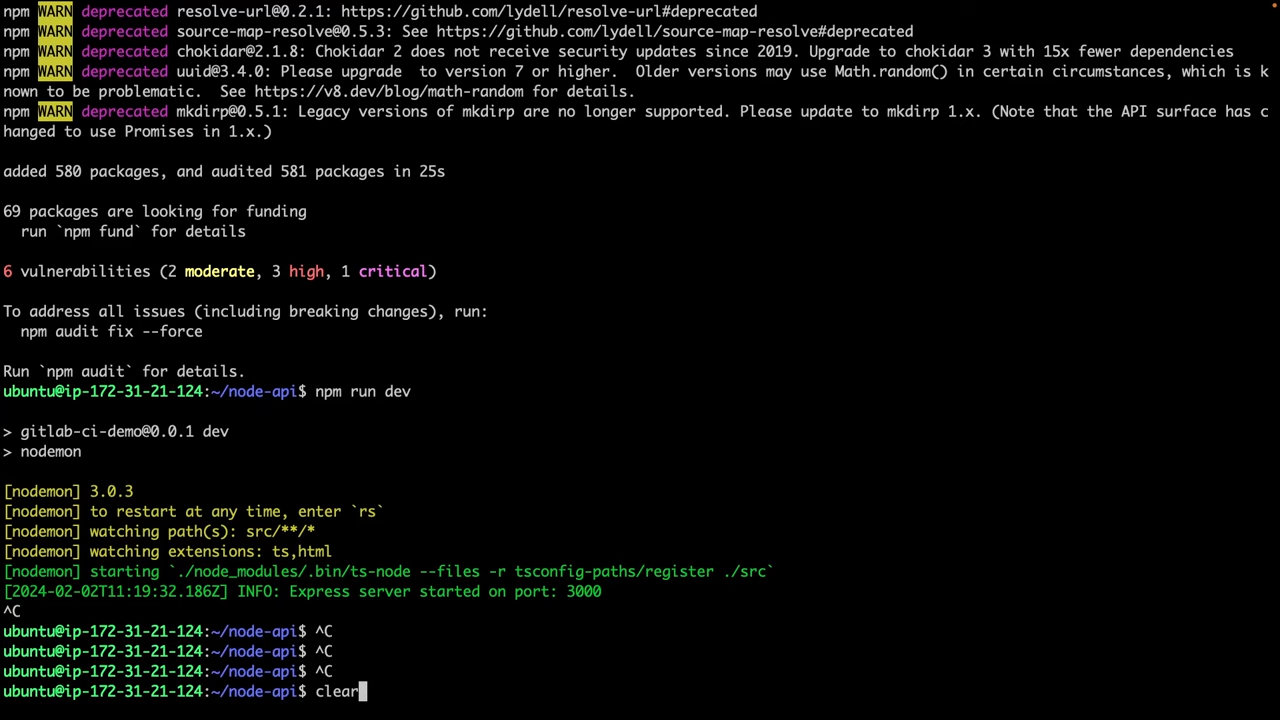 npm WARN deprecated resolve-url@0.2.1: https://github.com/lydell/resolve-url#deprecated
npm WARN deprecated source-map-resolve@0.5.3: See https://github.com/lydell/source-map-resolve#deprecated
npm WARN deprecated chokidar@2.1.8: Chokidar 2 does not receive security updates since 2019. Upgrade to chokidar 3 with 15x fewer dependencies
npm WARN deprecated uuid@3.4.0: Please upgrade  to version 7 or higher.  Older versions may use Math.random() in certain circumstances, which is k
nown to be problematic.  See https://v8.dev/blog/math-random for details.
npm WARN deprecated mkdirp@0.5.1: Legacy versions of mkdirp are no longer supported. Please update to mkdirp 1.x. (Note that the API surface has c
hanged to use Promises in 1.x.)
added 580 packages, and audited 581 packages in 25s
69 packages are looking for funding
  run `npm fund` for details
6 vulnerabilities (2 moderate, 3 high, 1 critical)
To address all issues (including breaking changes), run:
  npm audit fix --force
Run `npm audit` for details.
ubuntu@ip-172-31-21-124:~/node-api$ npm run dev
> gitlab-ci-demo@0.0.1 dev
> nodemon
[nodemon] 3.0.3
[nodemon] to restart at any time, enter `rs`
[nodemon] watching path(s): src/**/*
[nodemon] watching extensions: ts,html
[nodemon] starting `./node_modules/.bin/ts-node --files -r tsconfig-paths/register ./src`
[2024-02-02T11:19:32.186Z] INFO: Express server started on port: 3000
^C
ubuntu@ip-172-31-21-124:~/node-api$ ^C
ubuntu@ip-172-31-21-124:~/node-api$ ^C
ubuntu@ip-172-31-21-124:~/node-api$ ^C
ubuntu@ip-172-31-21-124:~/node-api$ clear